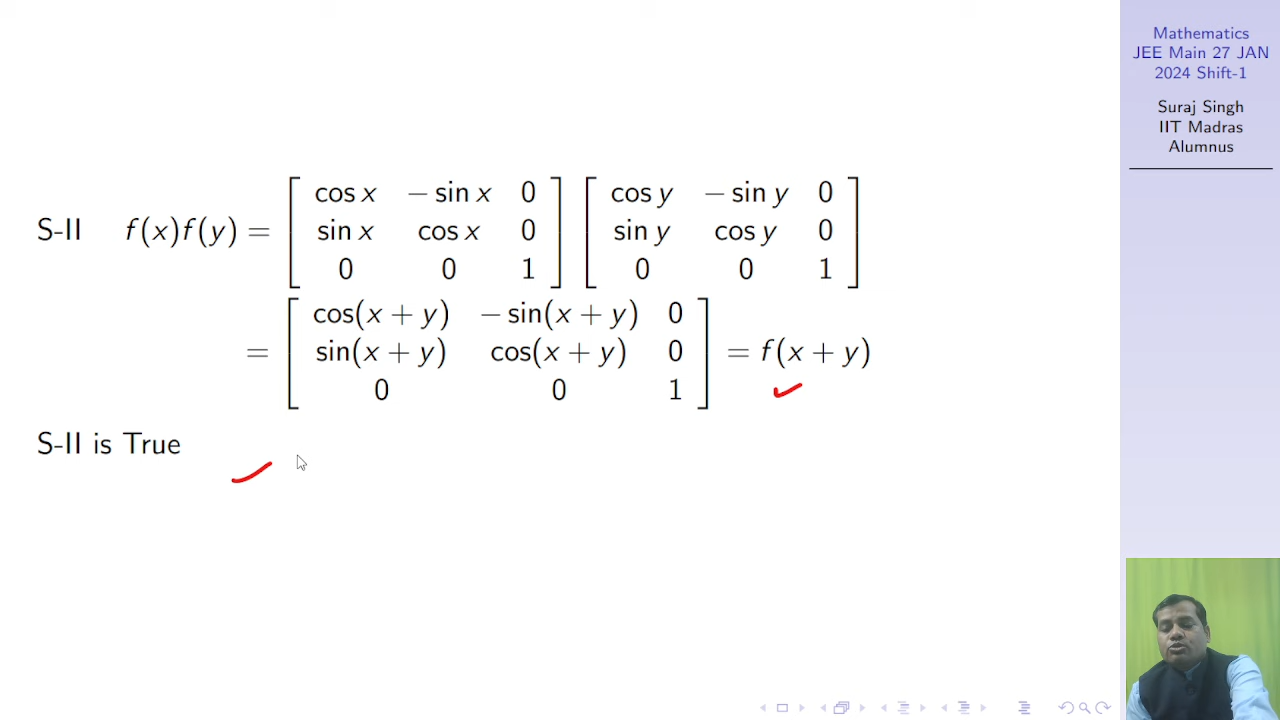 S-II f(x)f(y) = [ cos x − sin x 0 ] [ cos y − sin y 0 ]
[ sin x cos x 0 ] [ sin y cos y 0 ]
[ 0 0 1 ] [ 0 0 1 ]
= [ cos(x + y) − sin(x + y) 0 ] = f(x + y)
[ sin(x + y) cos(x + y) 0 ]
[ 0 0 1 ]
S-II is True
Mathematics
JEE Main 27 JAN
2024 Shift-1
Suraj Singh
IIT Madras
Alumnus